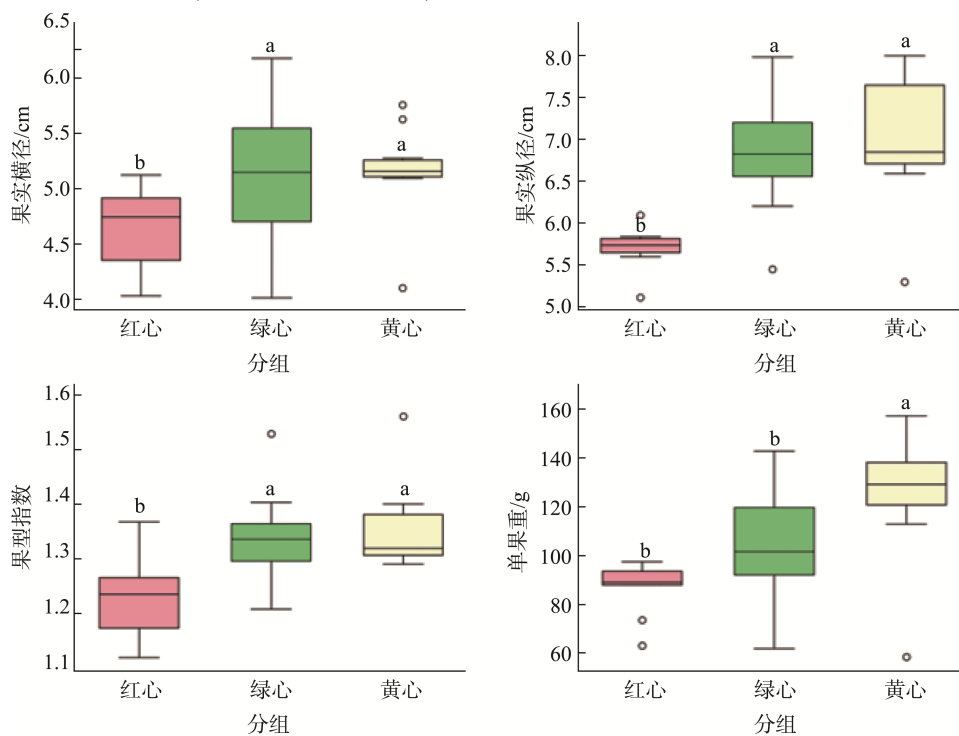 果实横径/cm
6.5
6.0
5.5
5.0
4.5
4.0
b
a
a
红心
绿心
黄心
分组
果实纵径/cm
8.0
7.5
7.0
6.5
6.0
5.5
5.0
b
a
a
红心
绿心
黄心
分组
果型指数
1.6
1.5
1.4
1.3
1.2
1.1
b
a
a
红心
绿心
黄心
分组
单果重/g
160
140
120
100
80
60
b
b
a
红心
绿心
黄心
分组